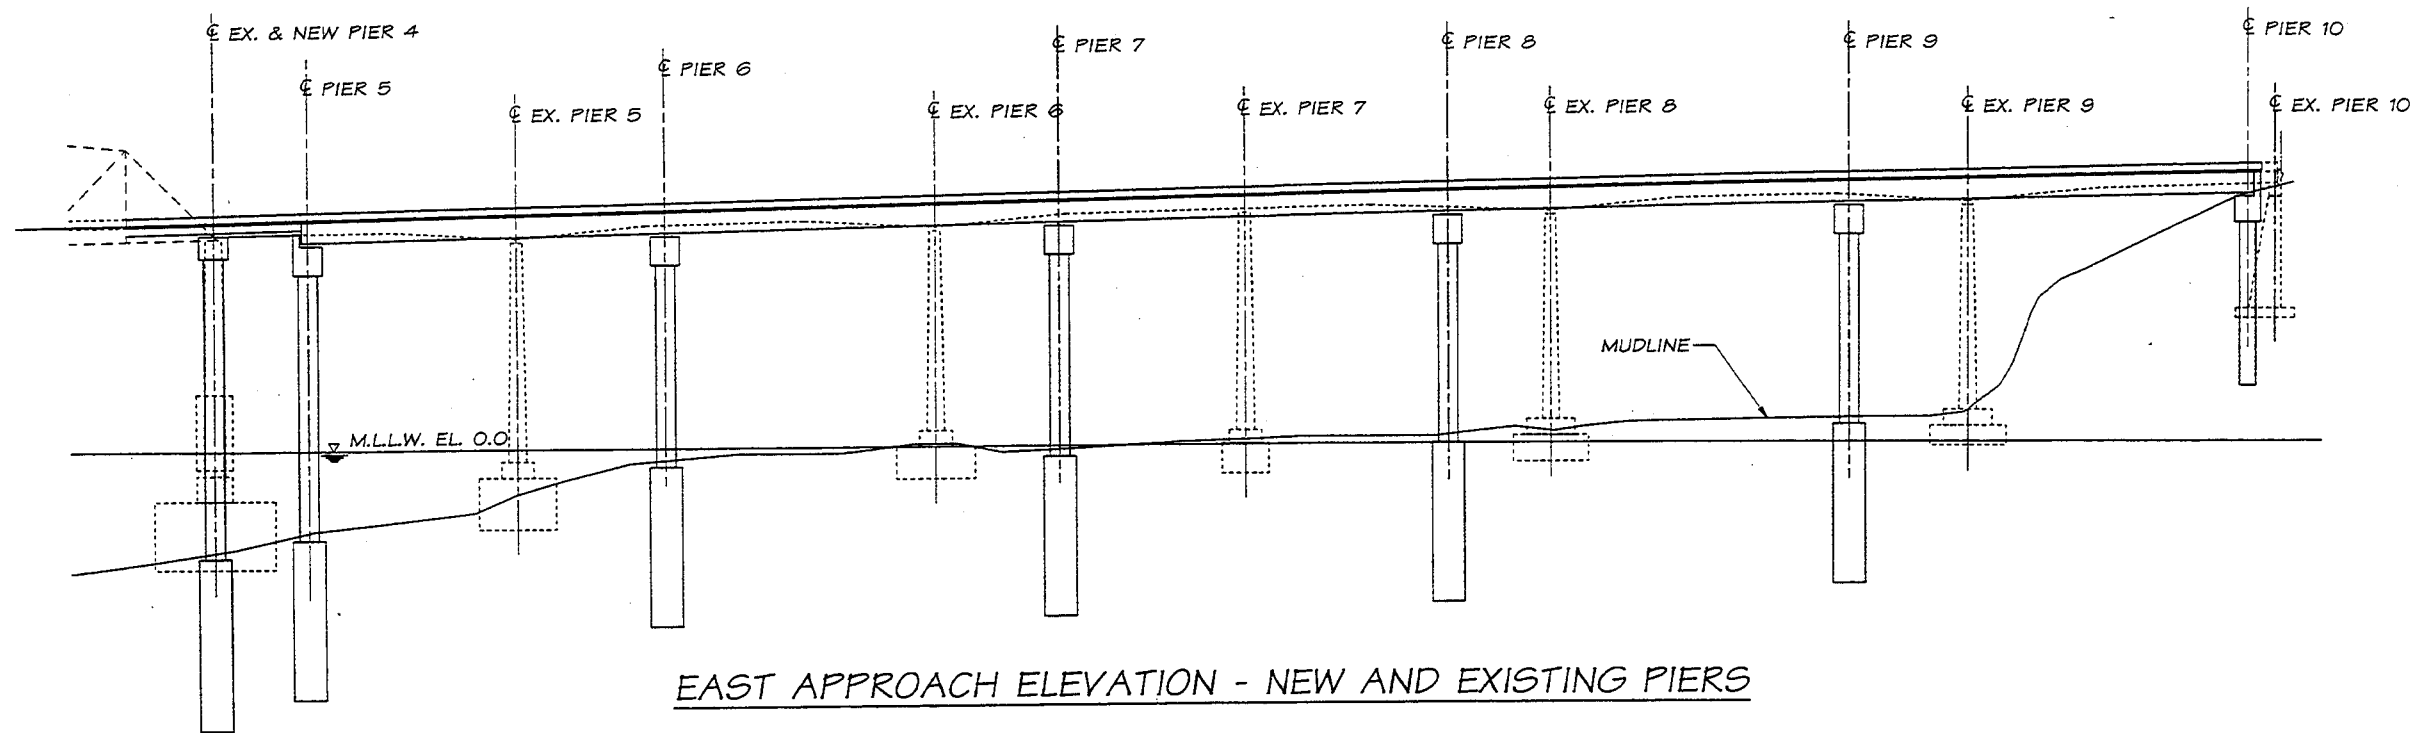 ℄ EX. & NEW PIER 4
℄ PIER 5
℄ EX. PIER 5
℄ PIER 6
℄ EX. PIER 6
℄ PIER 7
℄ EX. PIER 7
℄ PIER 8
℄ EX. PIER 8
℄ PIER 9
℄ EX. PIER 9
℄ PIER 10
℄ EX. PIER 10
MUDLINE
M.L.L.W. EL. 0.0
EAST APPROACH ELEVATION - NEW AND EXISTING PIERS